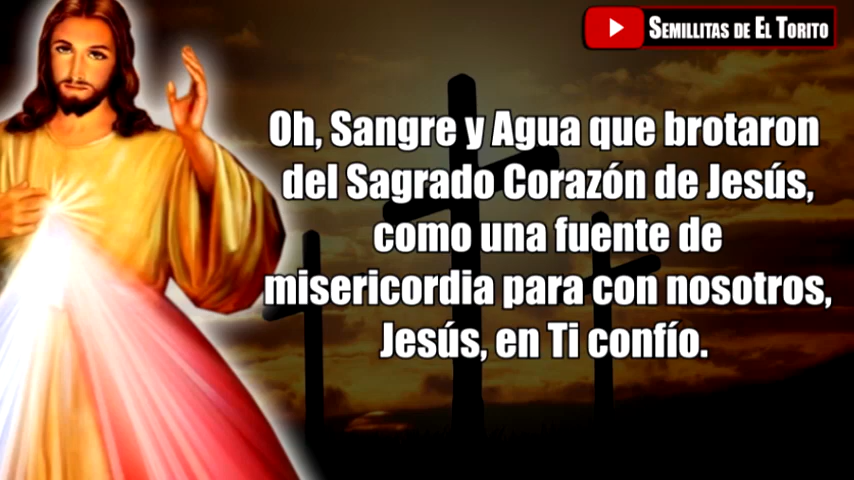 SEMILLITAS DE EL TORITO
Oh, Sangre y Agua que brotaron
del Sagrado Corazón de Jesús,
como una fuente de
misericordia para con nosotros,
Jesús, en Ti confío.